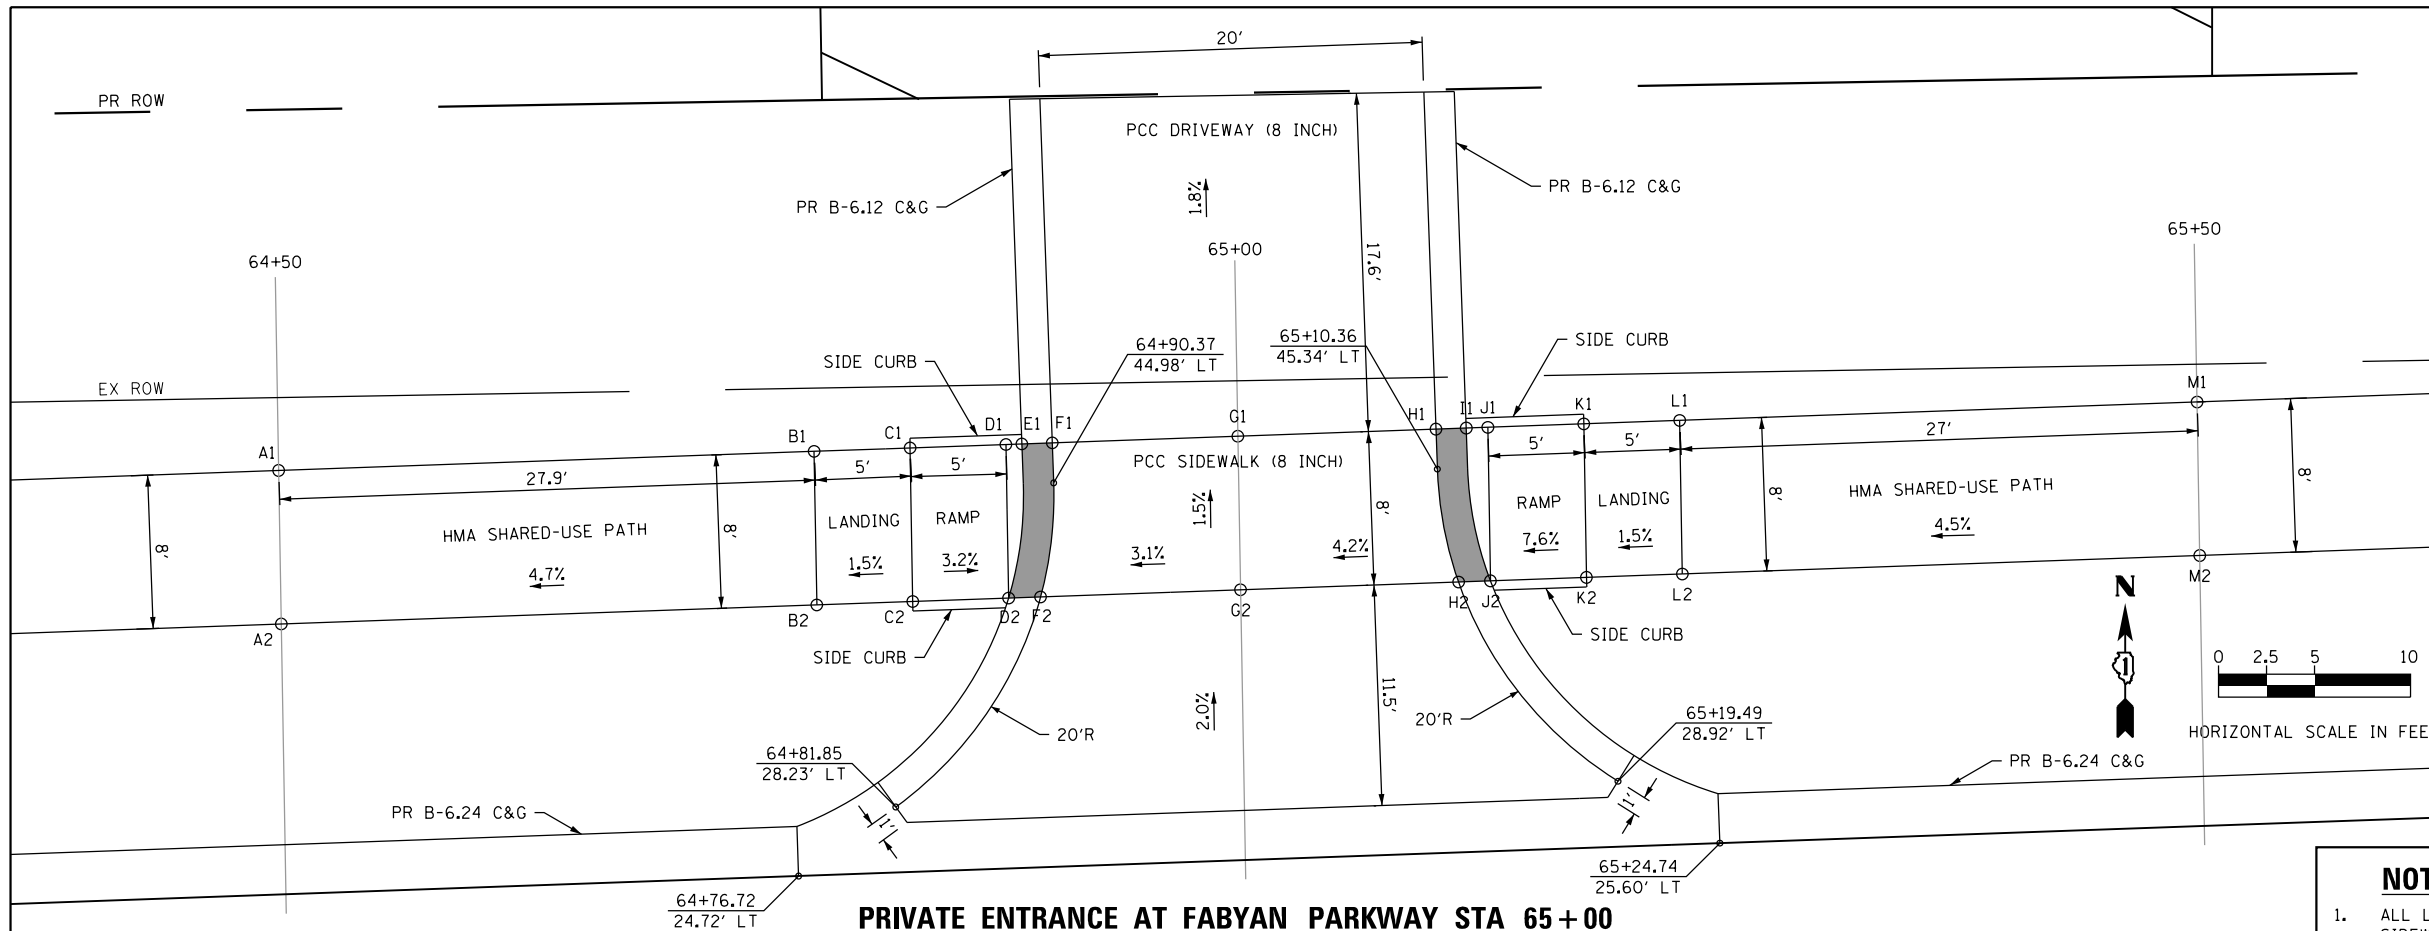 20'
PR ROW
PCC DRIVEWAY (8 INCH)
PR B-6.12 C&G
1.8%
PR B-6.12 C&G
17.6'
64+50
65+00
65+50
SIDE CURB
64+90.37
44.98' LT
65+10.36
45.34' LT
SIDE CURB
EX ROW
A1
B1
C1
D1
E1
F1
G1
H1
I1
J1
K1
L1
M1
27.9'
5'
5'
PCC SIDEWALK (8 INCH)
5'
5'
27'
8'
HMA SHARED-USE PATH
4.7%
8'
LANDING
1.5%
RAMP
3.2%
3.1%
1.5%
4.2%
8'
RAMP
7.6%
LANDING
1.5%
8'
HMA SHARED-USE PATH
4.5%
8'
A2
B2
C2
D2
F2
G2
H2
J2
K2
L2
M2
SIDE CURB
SIDE CURB
N
1
0 2.5 5 10
HORIZONTAL SCALE IN FEE
2.0%
11.5'
20'R
20'R
64+81.85
28.23' LT
65+19.49
28.92' LT
1'
1'
PR B-6.24 C&G
PR B-6.24 C&G
64+76.72
24.72' LT
65+24.74
25.60' LT
PRIVATE ENTRANCE AT FABYAN PARKWAY STA 65+00
NOT
1. ALL L